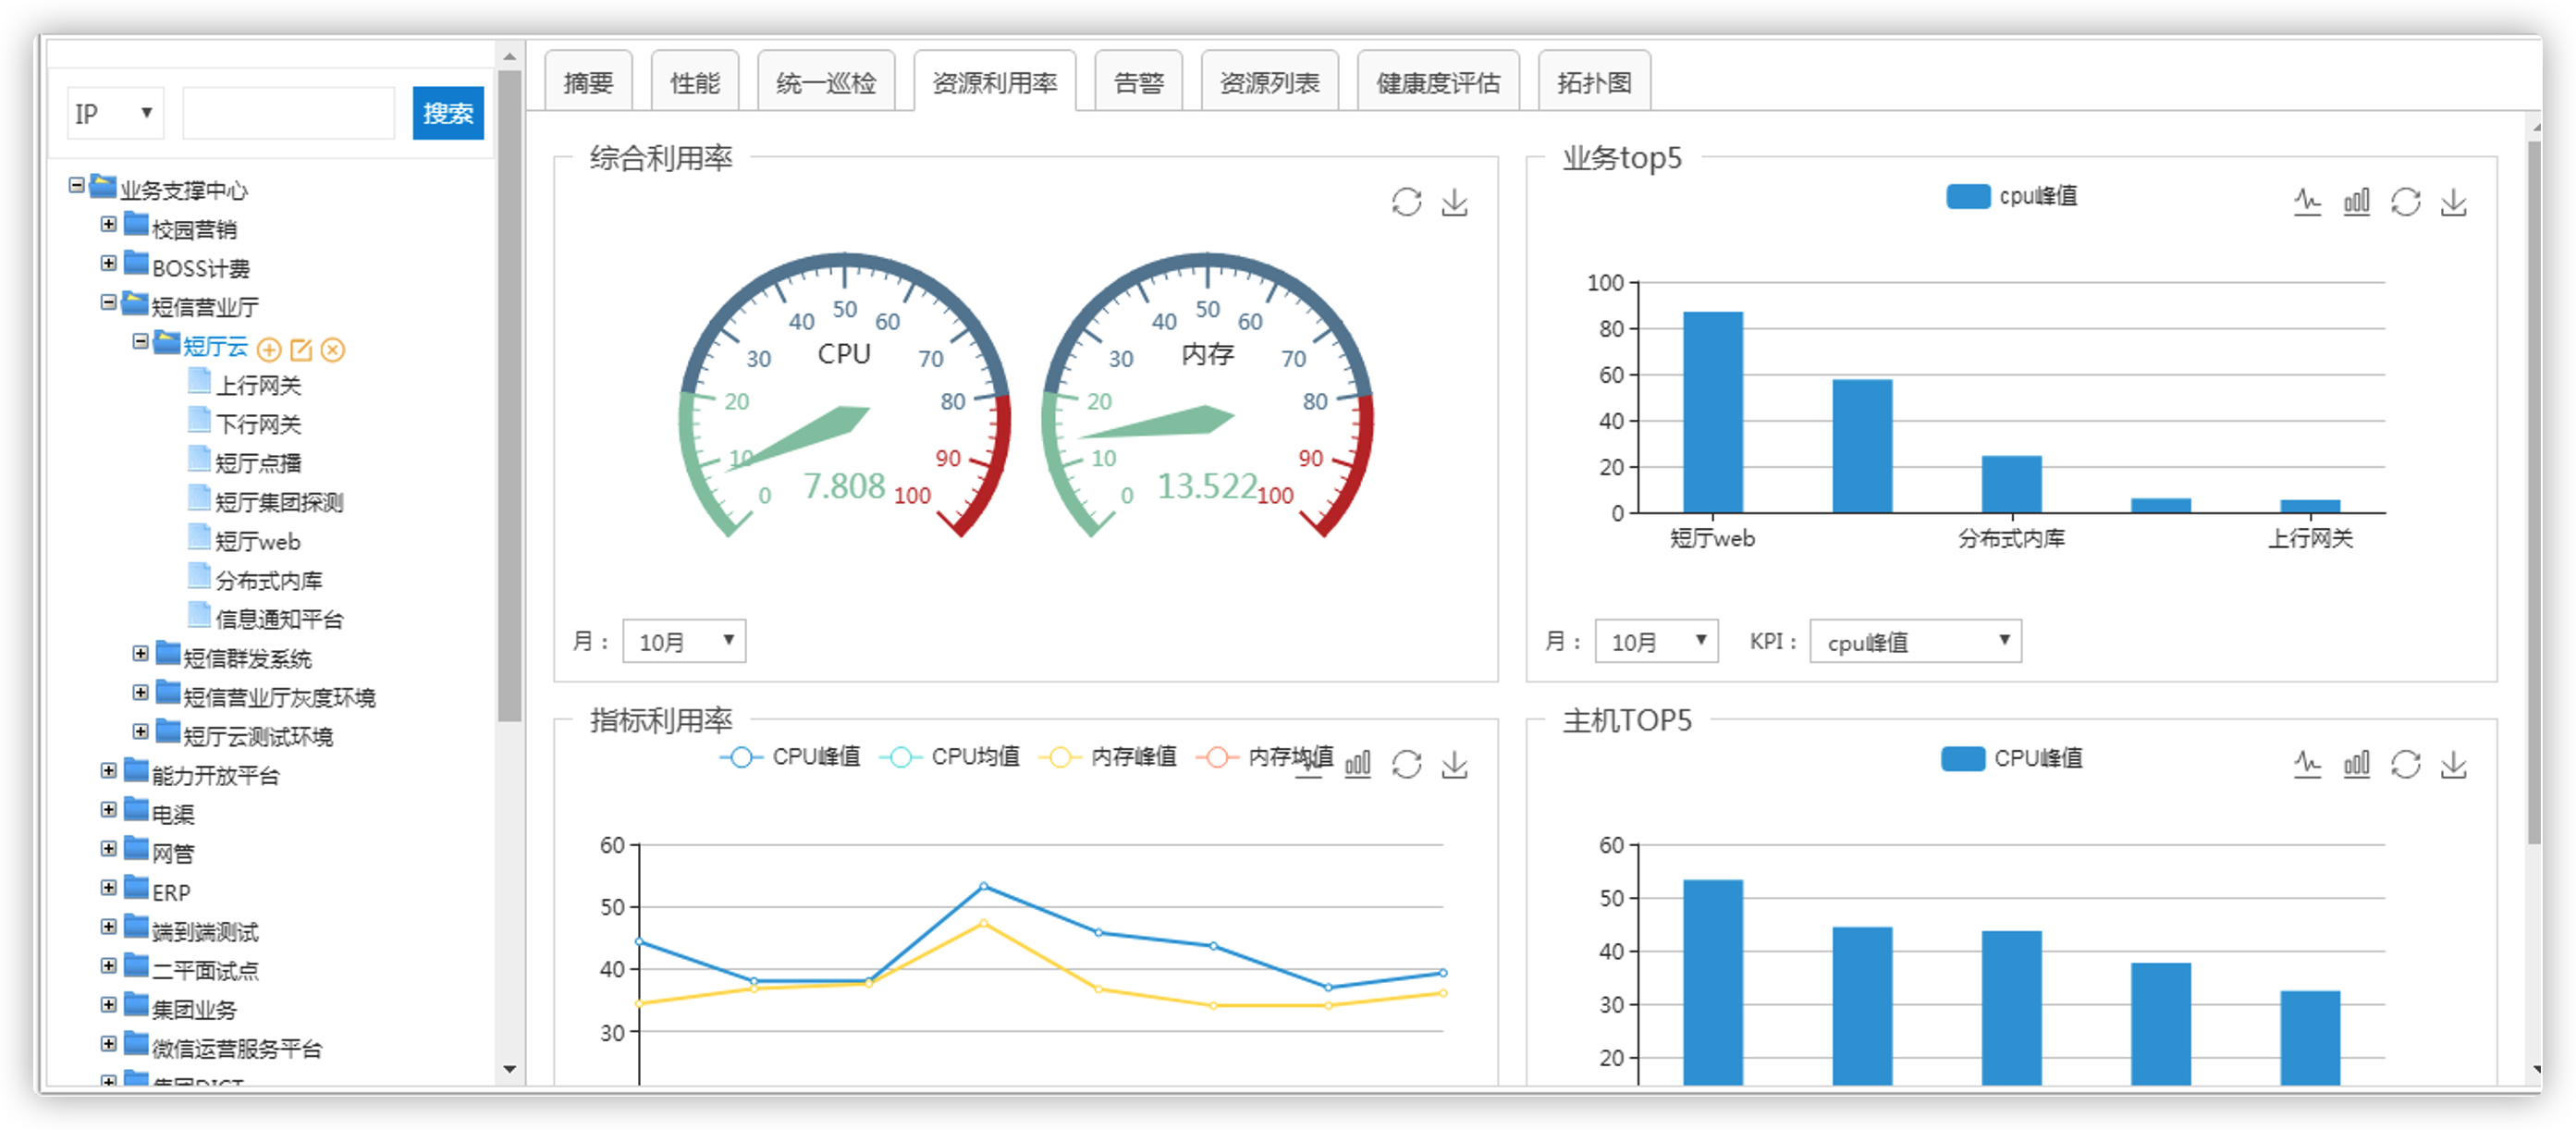 IP
搜索
业务支撑中心
校园营销
BOSS计费
短信营业厅
短厅云
上行网关
下行网关
短厅点播
短厅集团探测
短厅web
分布式内库
信息通知平台
短信群发系统
短信营业厅灰度环境
短厅云测试环境
能力开放平台
电渠
网管
ERP
端到端测试
二平面试点
集团业务
微信运营服务平台
集团DICT
摘要 性能 统一巡检 资源利用率 告警 资源列表 健康度评估 拓扑图
综合利用率
50
40 60
CPU
30 70
20 80
10 90
0 7.808 100
50
40 60
内存
30 70
20 80
10 90
0 13.522 100
月： 10月
业务top5
cpu峰值
100
80
60
40
20
0
短厅web 分布式内库 上行网关
月： 10月 KPI： cpu峰值
指标利用率
CPU峰值 CPU均值 内存峰值 内存均值
60
50
40
30
主机TOP5
CPU峰值
60
50
40
30
20